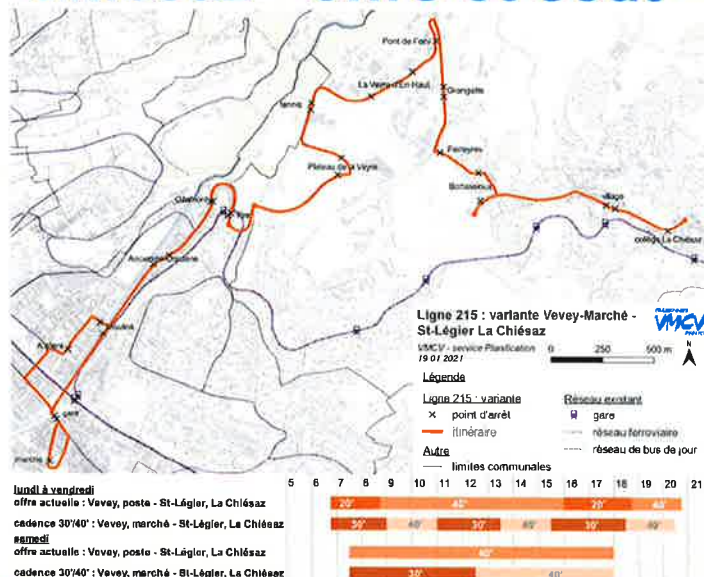 Pont de Fenil
La Veyre-d'En-Haut
Grangette
tennis
Ferreyres
Plateau de la Veyre
village
collège La Chiésaz
gare
marché
Ligne 215 : variante Vevey-Marché -
St-Légier La Chiésaz
VMCV
VMCV - service Planification
19 01 2021
0 250 500 m
N
Légende
Ligne 215 : variante
Réseau existant
point d'arrêt
gare
itinéraire
réseau ferroviaire
Autre
réseau de bus de jour
limites communales
5 6 7 8 9 10 11 12 13 14 15 16 17 18 19 20 21
lundi à vendredi
offre actuelle : Vevey, poste - St-Légier, La Chiésaz
20' 40' 20' 40'
cadence 30'/40' : Vevey, marché - St-Légier, La Chiésaz
30' 40' 30' 40' 30' 40'
samedi
offre actuelle : Vevey, poste - St-Légier, La Chiésaz
40'
cadence 30'/40' : Vevey, marché - St-Légier, La Chiésaz
30' 40'